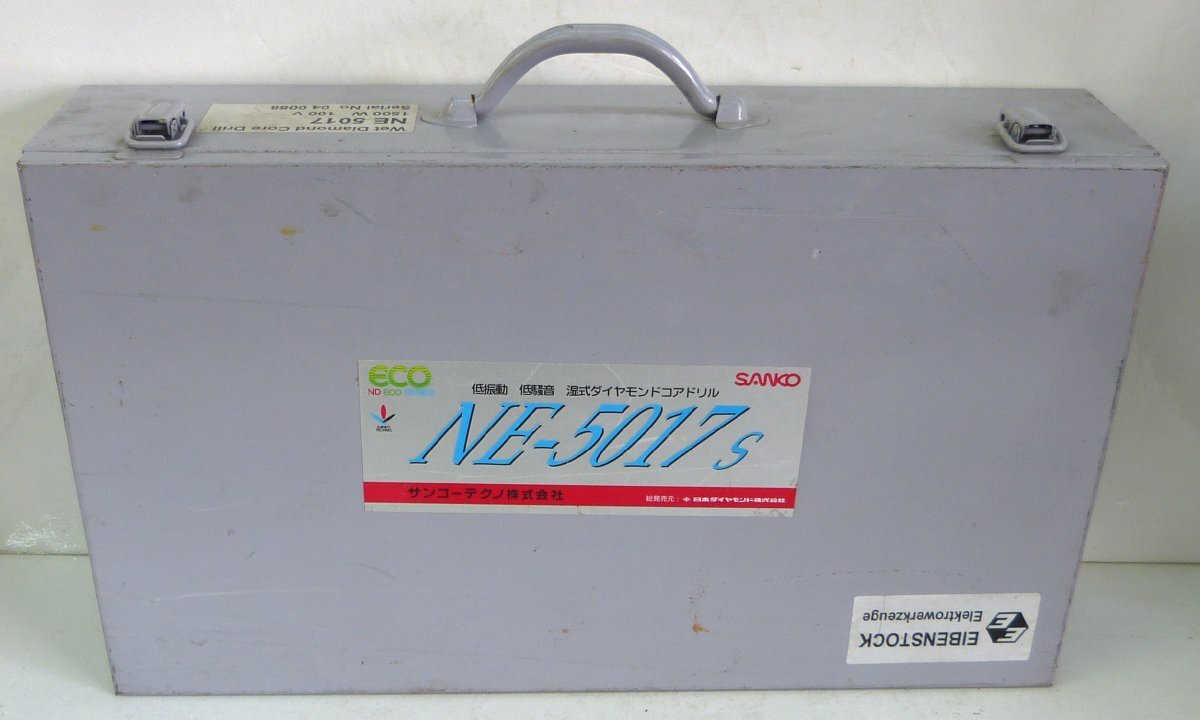 Wet Diamond Core Drill
NE 5017
1500 W 100 V
Serial No 04.0088
ECO
ND ECO SERIES
SANKO
低振動 低騒音 湿式ダイヤモンドコアドリル
NE-5017s
サンコーテクノ株式会社
総発売元： 日本ダイヤモンド株式会社
EIBENSTOCK
Elektrowerkzeuge